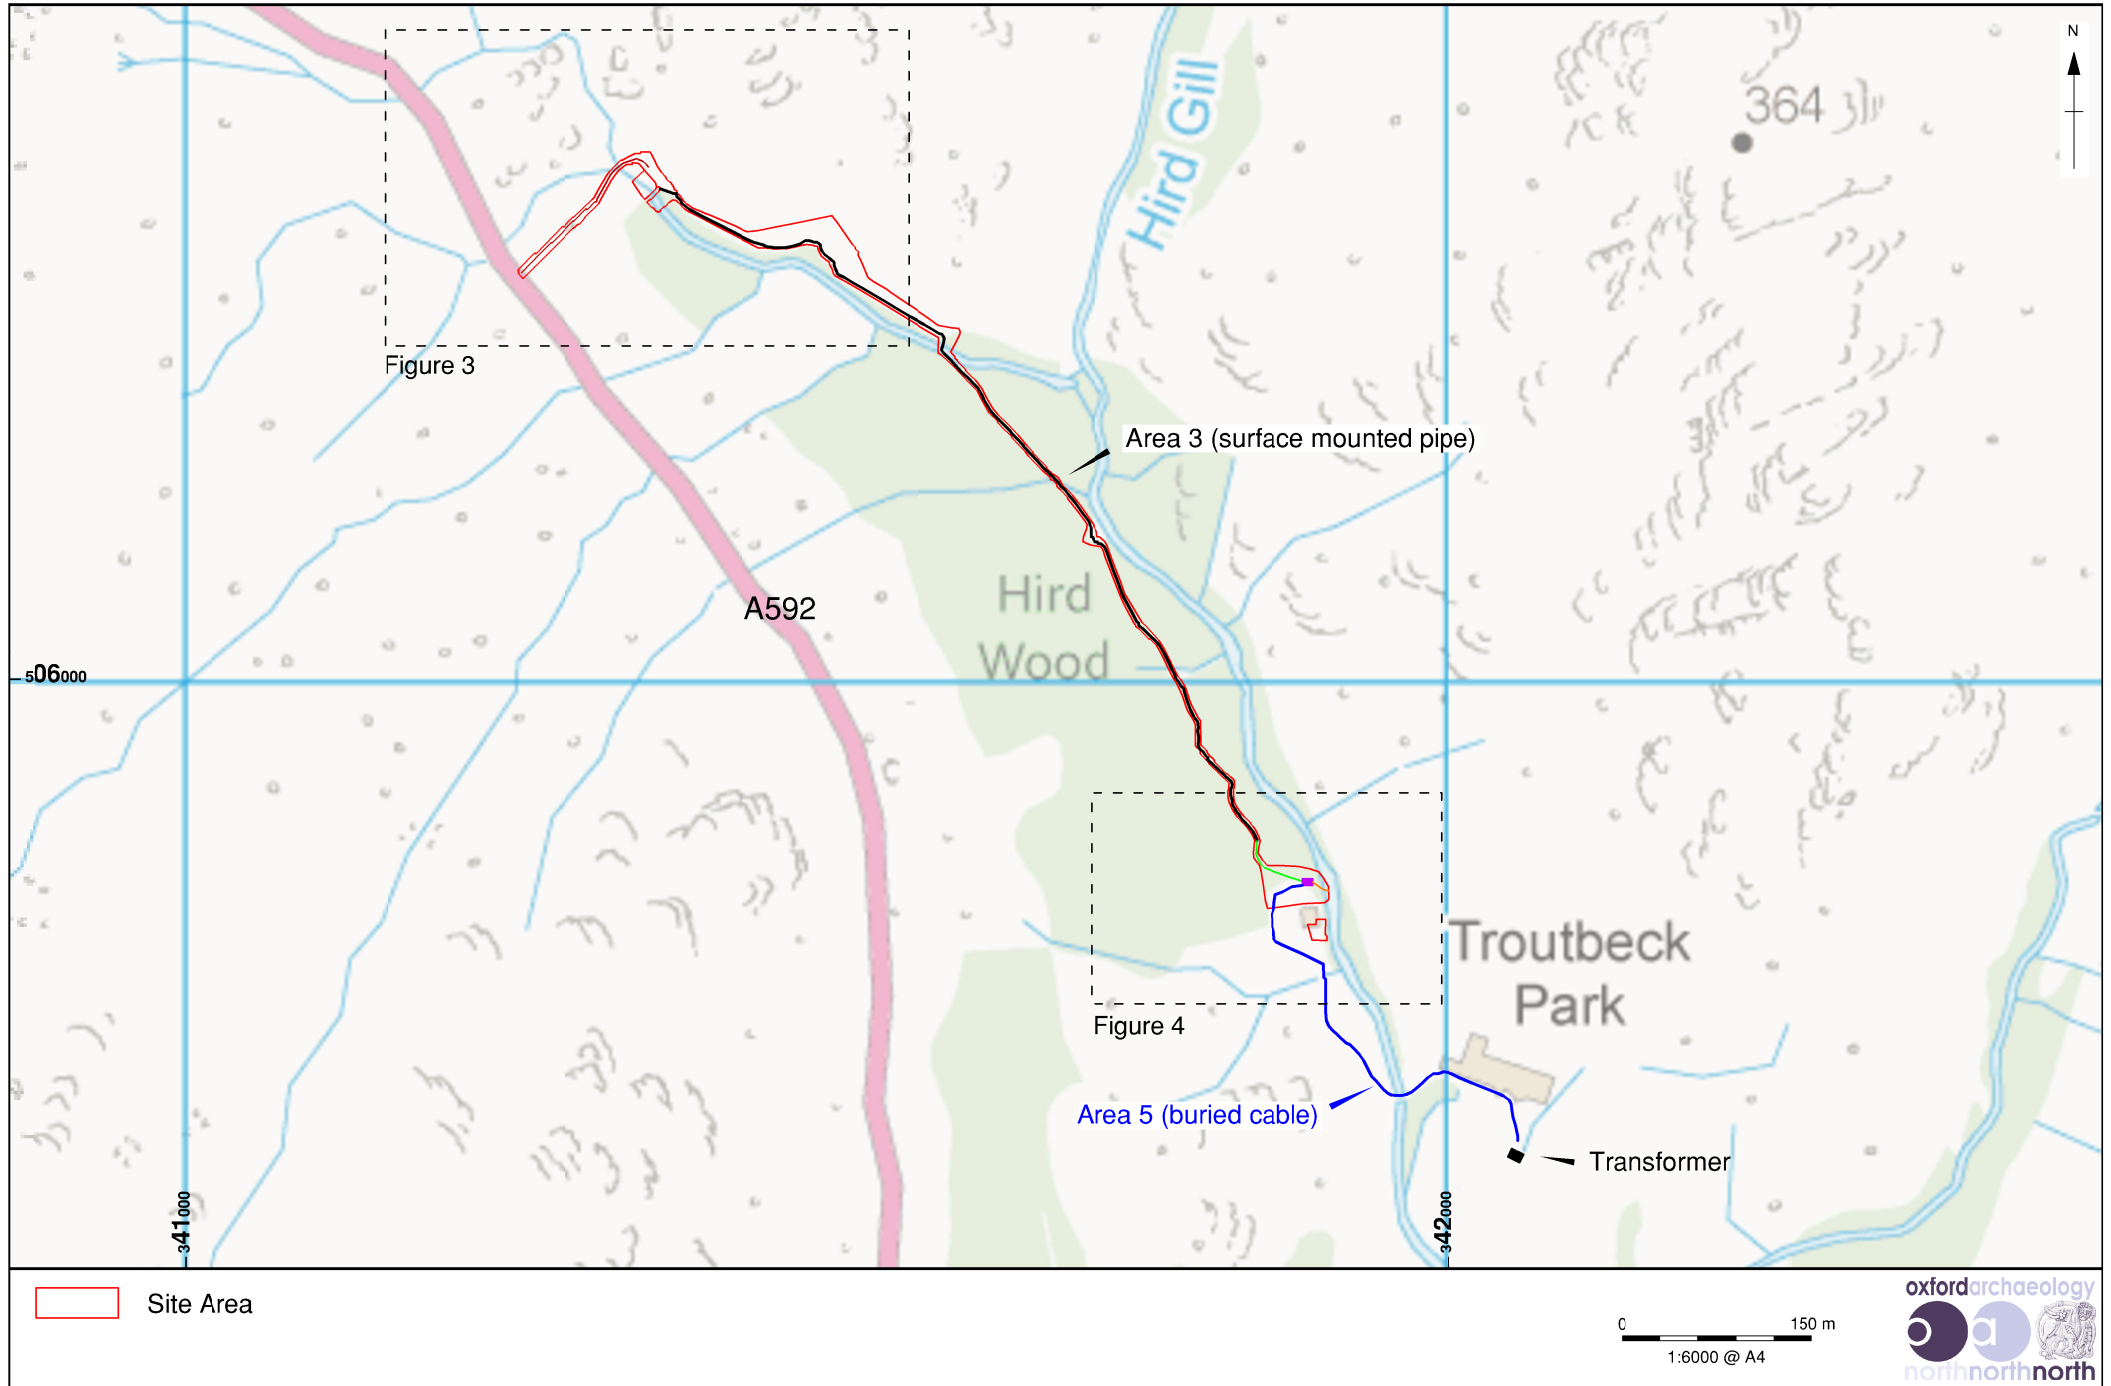 N
Hird Gill
364
Figure 3
Area 3 (surface mounted pipe)
Hird
Wood
A592
506000
Troutbeck
Park
Figure 4
Area 5 (buried cable)
Transformer
341000
342000
Site Area
0 150 m
1:6000 @ A4
oxfordarchaeology
o a
northnorthnorth